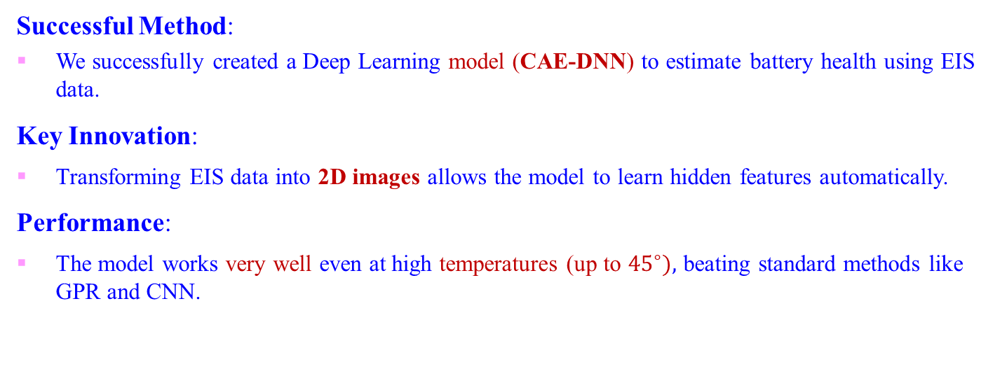 Successful Method:
▪ We successfully created a Deep Learning model (CAE-DNN) to estimate battery health using EIS
data.
Key Innovation:
▪ Transforming EIS data into 2D images allows the model to learn hidden features automatically.
Performance:
▪ The model works very well even at high temperatures (up to 45°), beating standard methods like
GPR and CNN.